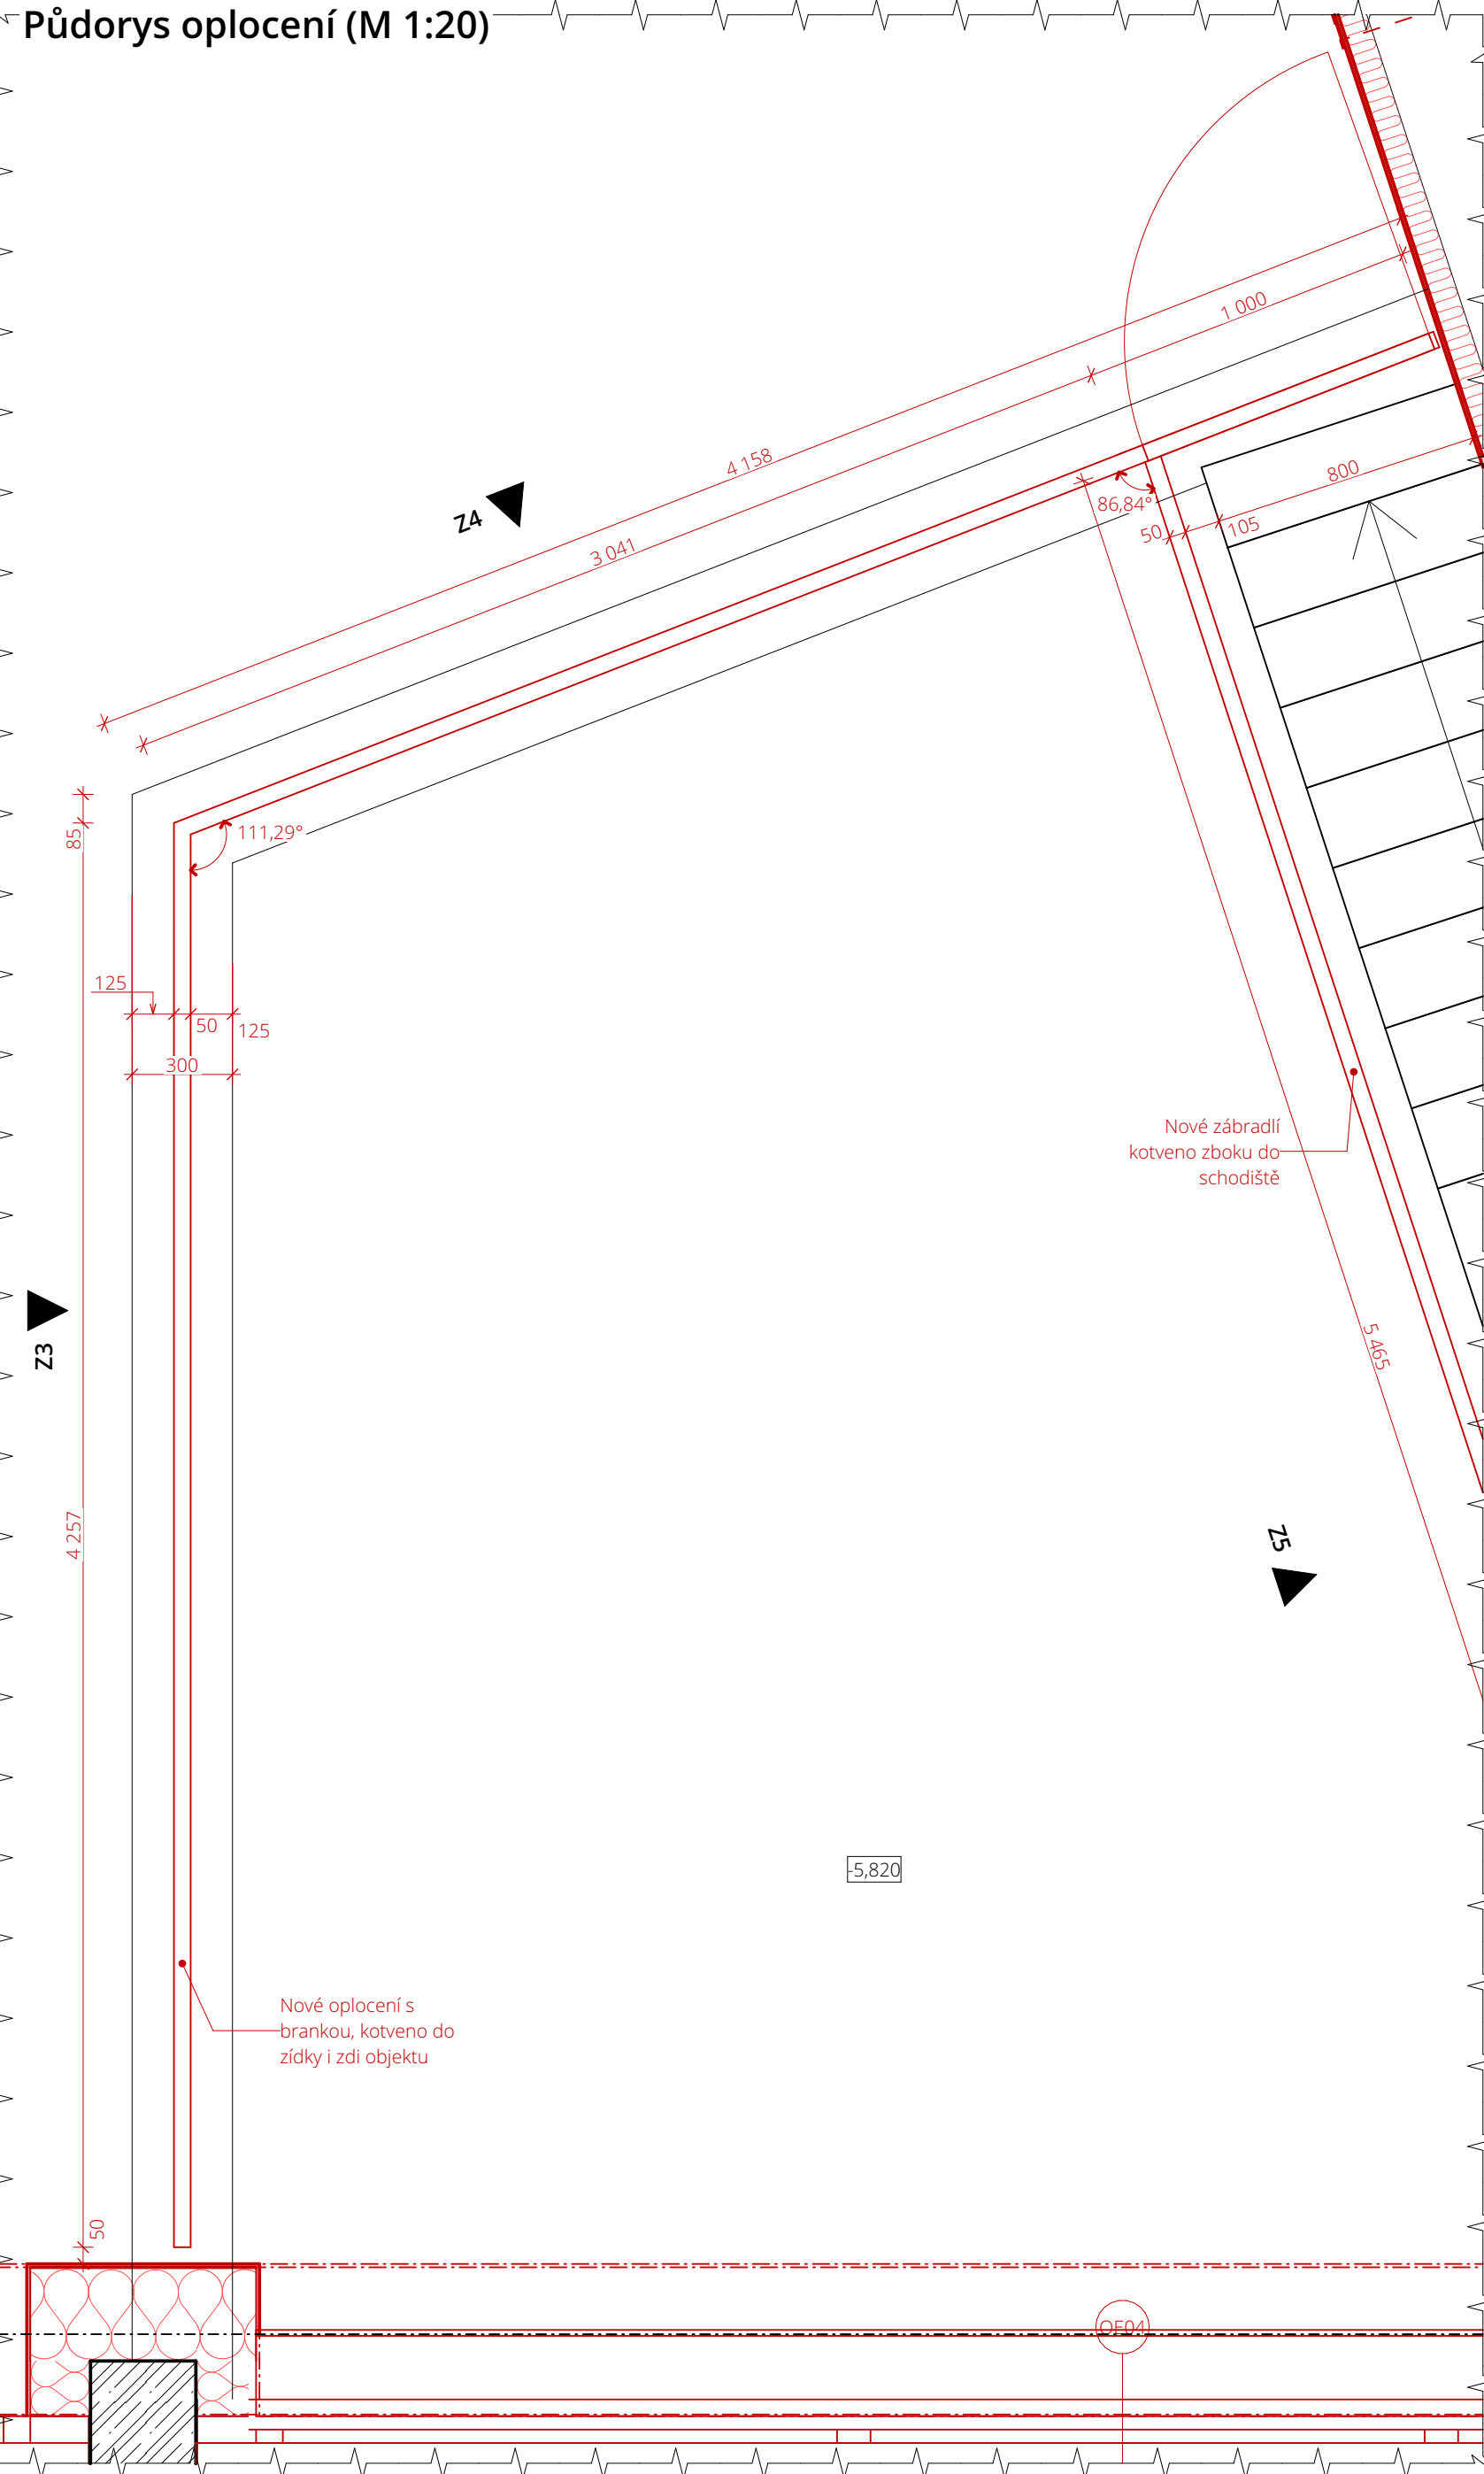 Půdorys oplocení (M 1:20)
1 000
4 158
800
Z4
86,84°
50
105
3 041
85
111,29°
125
50
125
300
Nové zábradlí
kotveno zboku do
schodiště
Z3
5 465
4 257
Z5
-5,820
Nové oplocení s
brankou, kotveno do
zídky i zdi objektu
50
OF04